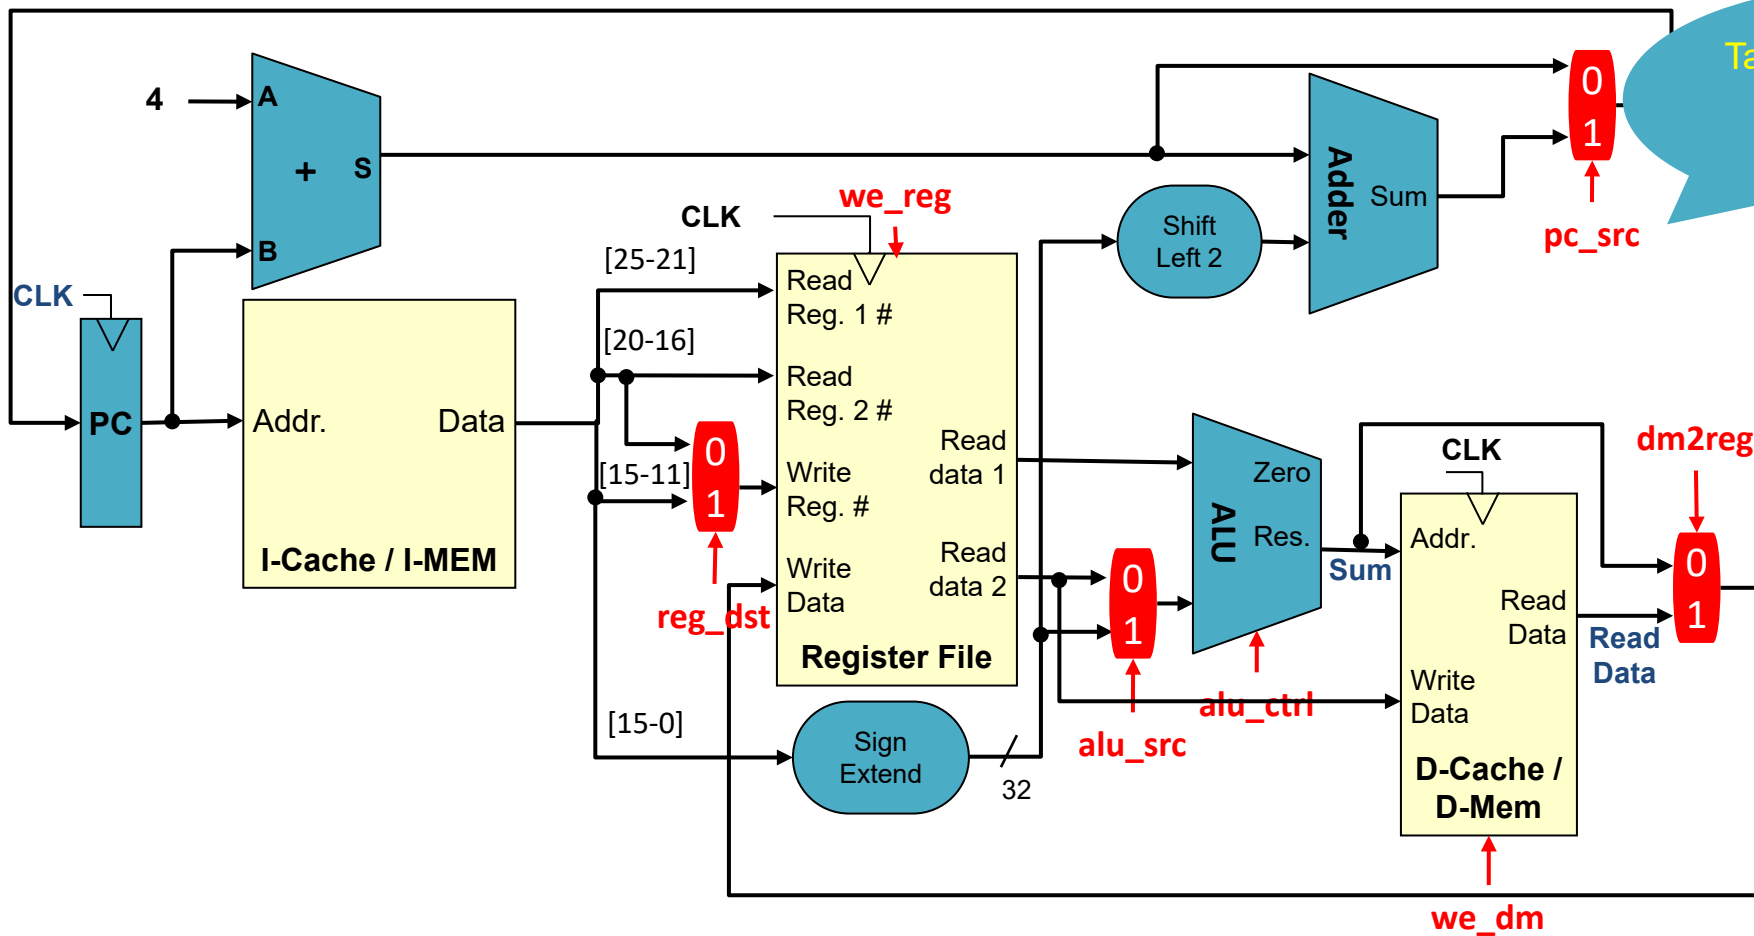 4
A
B
+
S
CLK
PC
Addr.
Data
I-Cache / I-MEM
[25-21]
[20-16]
[15-11]
[15-0]
0
1
reg_dst
CLK
we_reg
Read
Reg. 1 #
Read
Reg. 2 #
Write
Reg. #
Write
Data
Read
data 1
Read
data 2
Register File
Sign
Extend
32
Shift
Left 2
Adder
Sum
0
1
pc_src
0
1
alu_src
ALU
Zero
Res.
alu_ctrl
Sum
CLK
Addr.
Read
Data
Write
Data
D-Cache /
D-Mem
we_dm
Read
Data
dm2reg
0
1